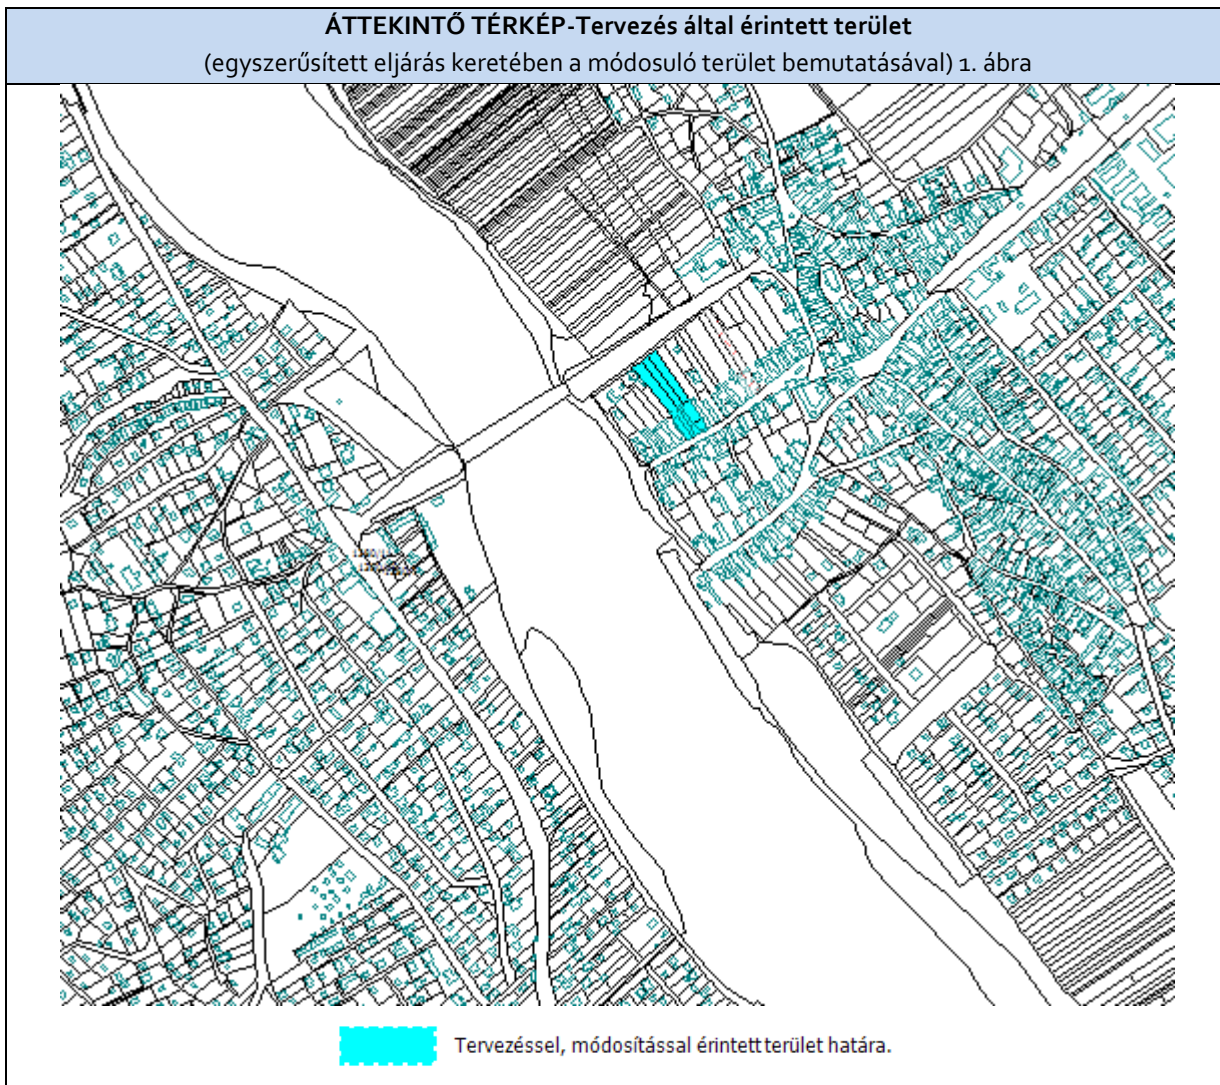 ÁTTEKINTŐ TÉRKÉP-Tervezés által érintett terület
(egyszerűsített eljárás keretében a módosuló terület bemutatásával) 1. ábra
Tervezéssel, módosítással érintett terület határa.